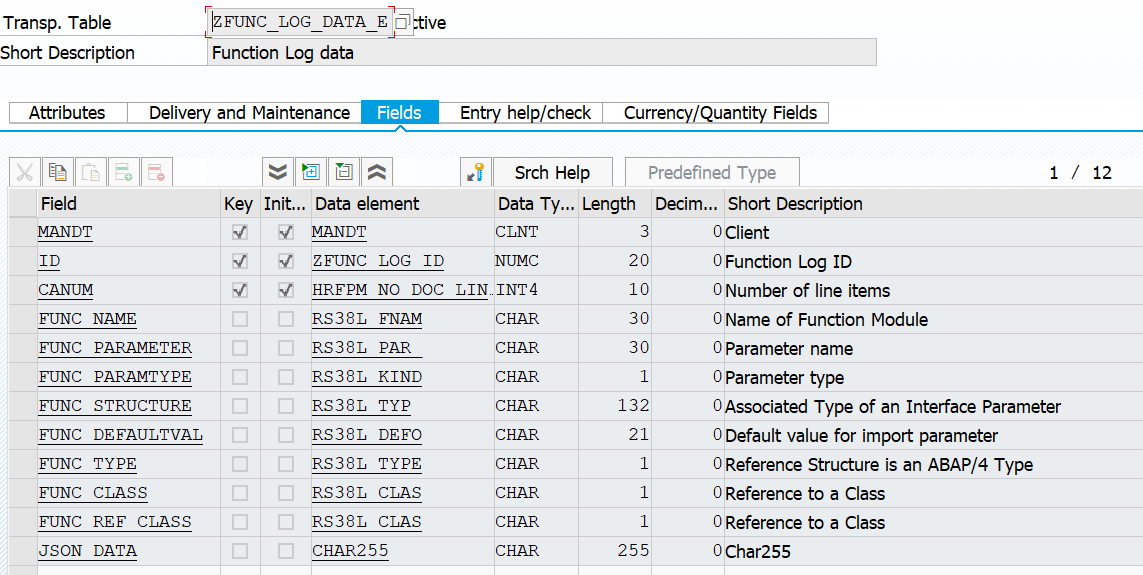 Transp. Table ZFUNC_LOG_DATA_E ctive
Short Description Function Log data
Attributes Delivery and Maintenance Fields Entry help/check Currency/Quantity Fields
Srch Help Predefined Type 1 / 12
Field Key Init... Data element Data Ty... Length Decim... Short Description
MANDT MANDT CLNT 3 0 Client
ID ZFUNC_LOG_ID NUMC 20 0 Function Log ID
CANUM HRFPM_NO_DOC_LIN. INT4 10 0 Number of line items
FUNC_NAME RS38L_FNAM CHAR 30 0 Name of Function Module
FUNC_PARAMETER RS38L_PAR_ CHAR 30 0 Parameter name
FUNC_PARAMTYPE RS38L_KIND CHAR 1 0 Parameter type
FUNC_STRUCTURE RS38L_TYP CHAR 132 0 Associated Type of an Interface Parameter
FUNC_DEFAULTVAL RS38L_DEFO CHAR 21 0 Default value for import parameter
FUNC_TYPE RS38L_TYPE CHAR 1 0 Reference Structure is an ABAP/4 Type
FUNC_CLASS RS38L_CLAS CHAR 1 0 Reference to a Class
FUNC_REF_CLASS RS38L_CLAS CHAR 1 0 Reference to a Class
JSON_DATA CHAR255 CHAR 255 0 Char255